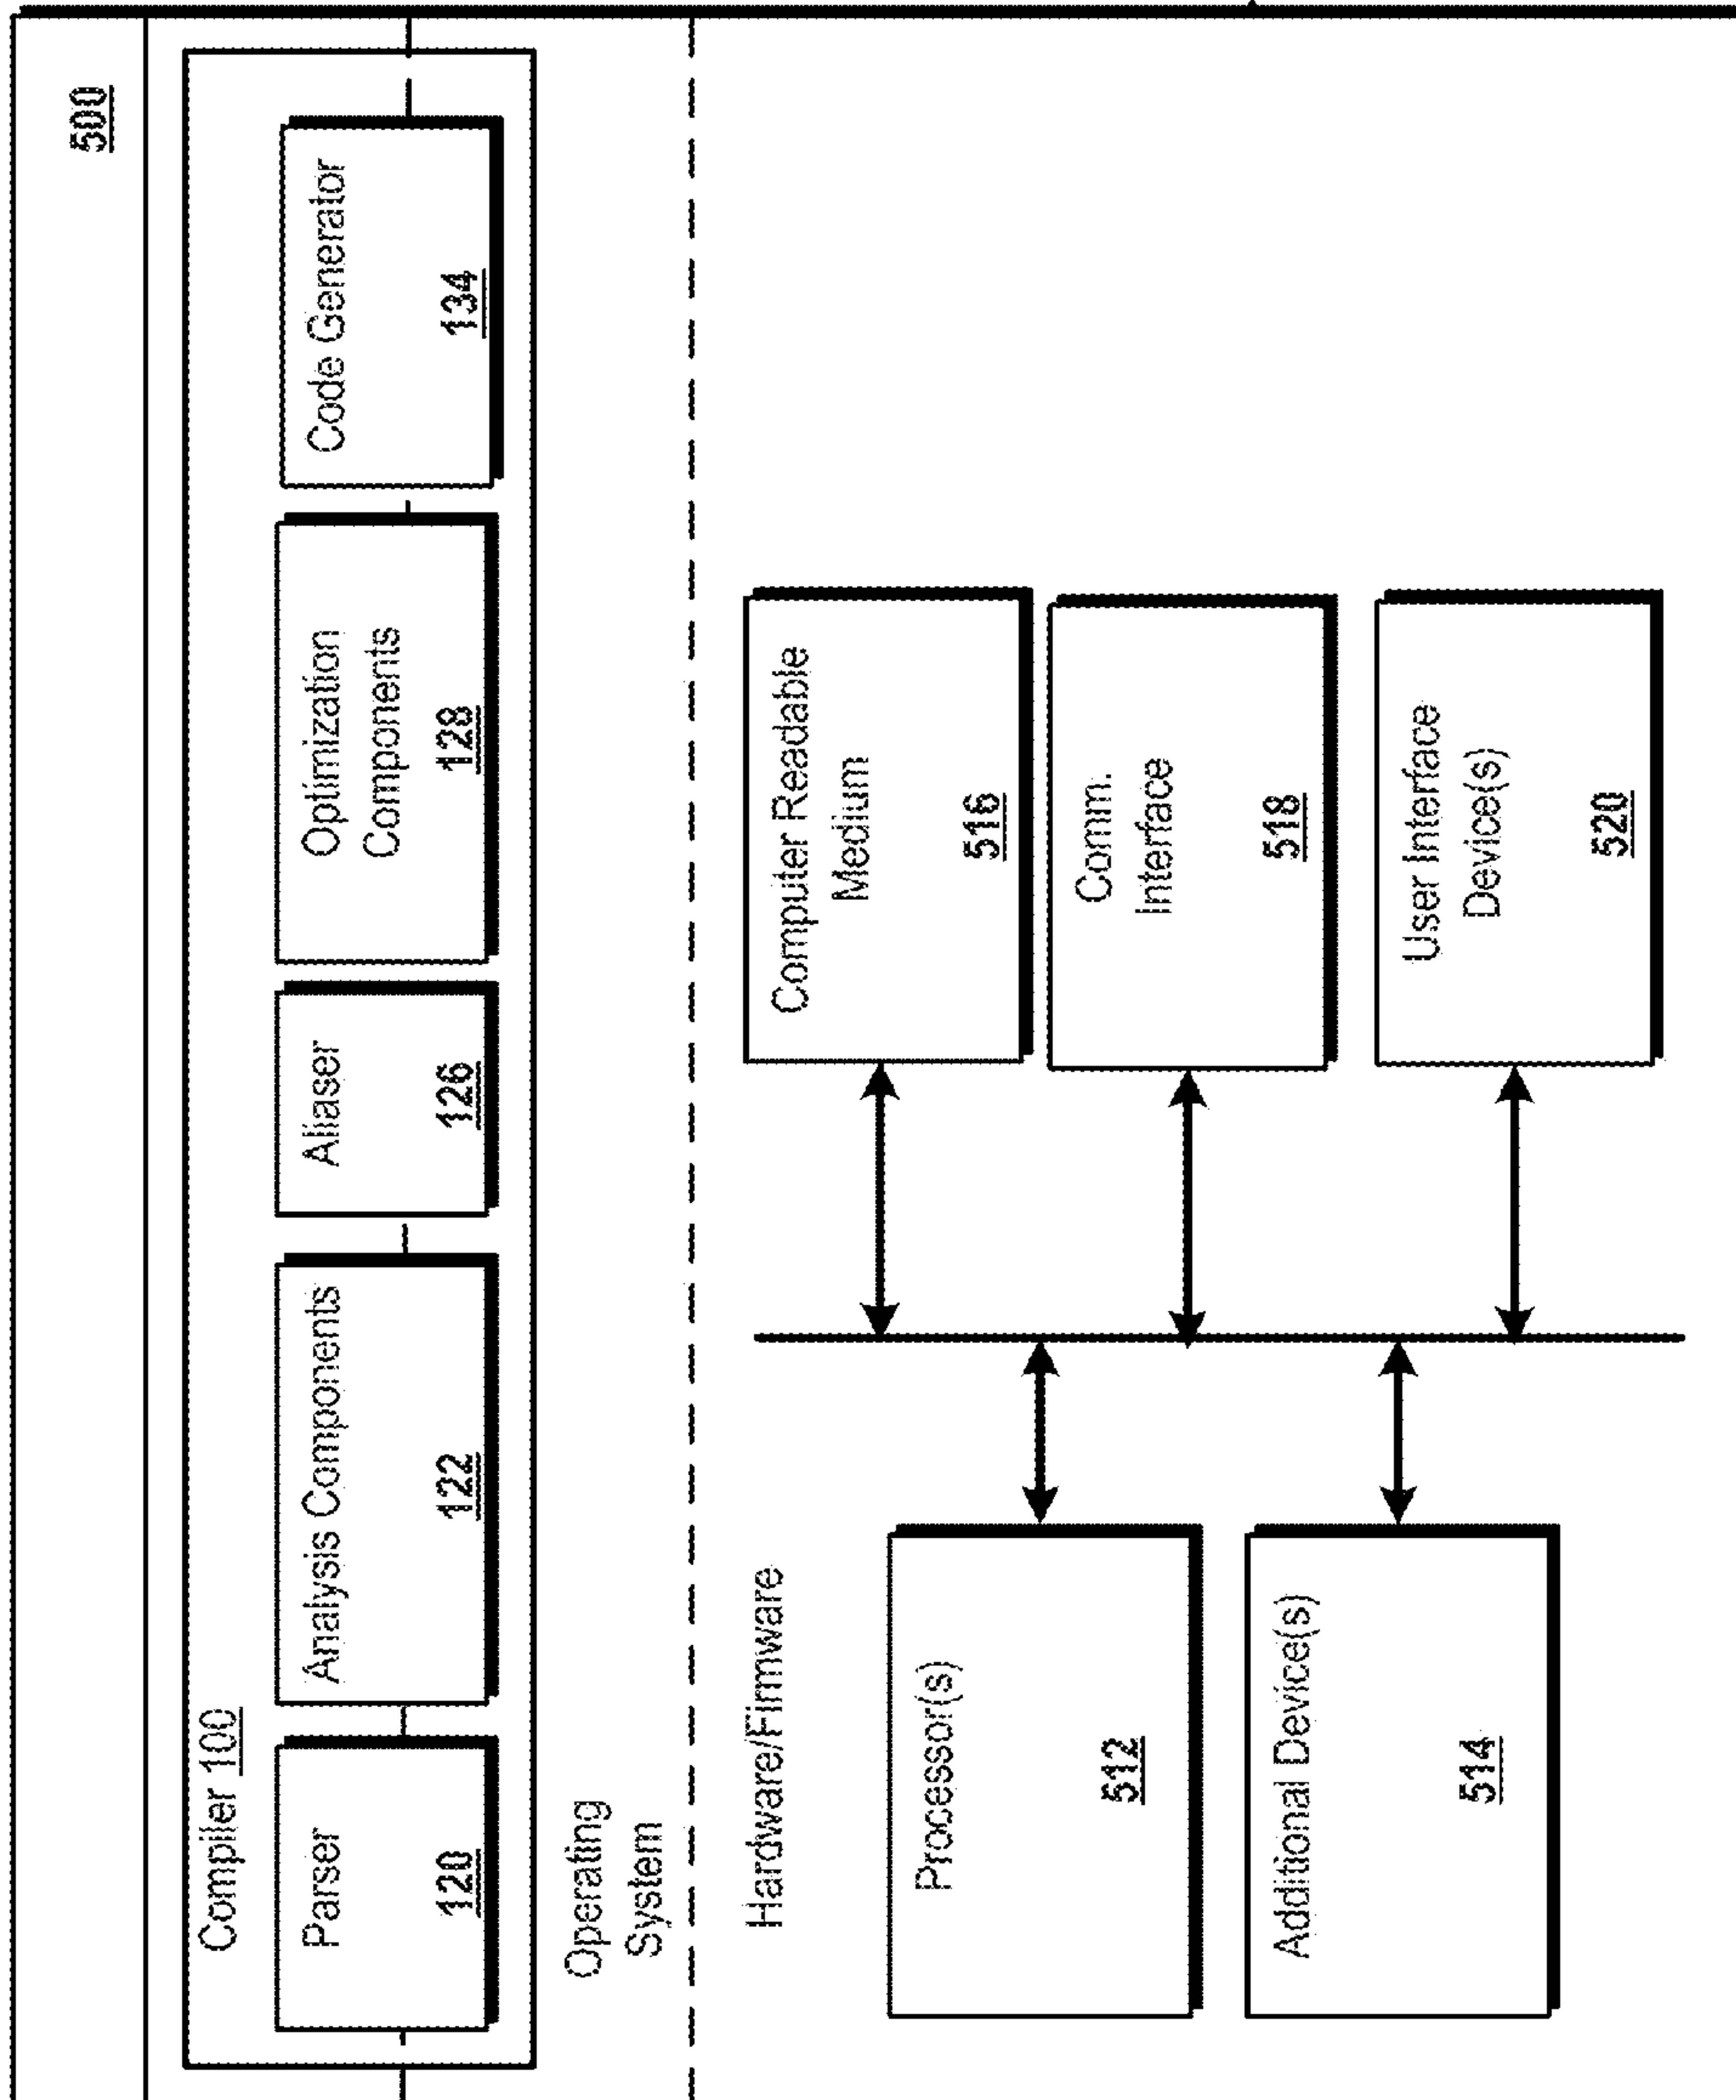 500
Compiler 100
Parser
120
Analysis Components
122
Aliaser
126
Optimization
Components
128
Code Generator
134
Operating
System
Hardware/Firmware
Processor(s)
512
Additional Device(s)
514
Computer Readable
Medium
516
Comm.
Interface
518
User Interface
Device(s)
520